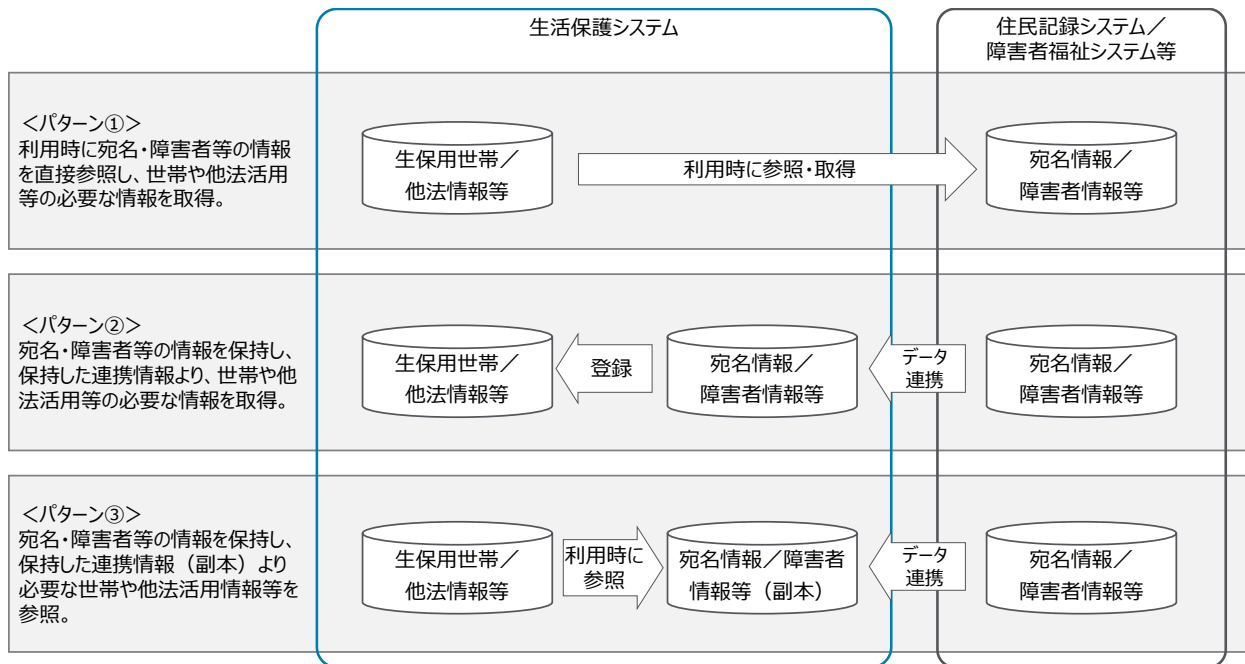 生活保護システム
住民記録システム／
障害者福祉システム等
＜パターン①＞
利用時に宛名・障害者等の情報
を直接参照し、世帯や他法活用
等の必要な情報を取得。
生保用世帯／
他法情報等
利用時に参照・取得
宛名情報／
障害者情報等
＜パターン②＞
宛名・障害者等の情報を保持し、
保持した連携情報より、世帯や他
法活用等の必要な情報を取得。
生保用世帯／
他法情報等
登録
宛名情報／
障害者情報等
データ
連携
宛名情報／
障害者情報等
＜パターン③＞
宛名・障害者等の情報を保持し、
保持した連携情報（副本）より
必要な世帯や他法活用情報等を
参照。
生保用世帯／
他法情報等
利用時に
参照
宛名情報／障害者
情報等（副本）
データ
連携
宛名情報／
障害者情報等